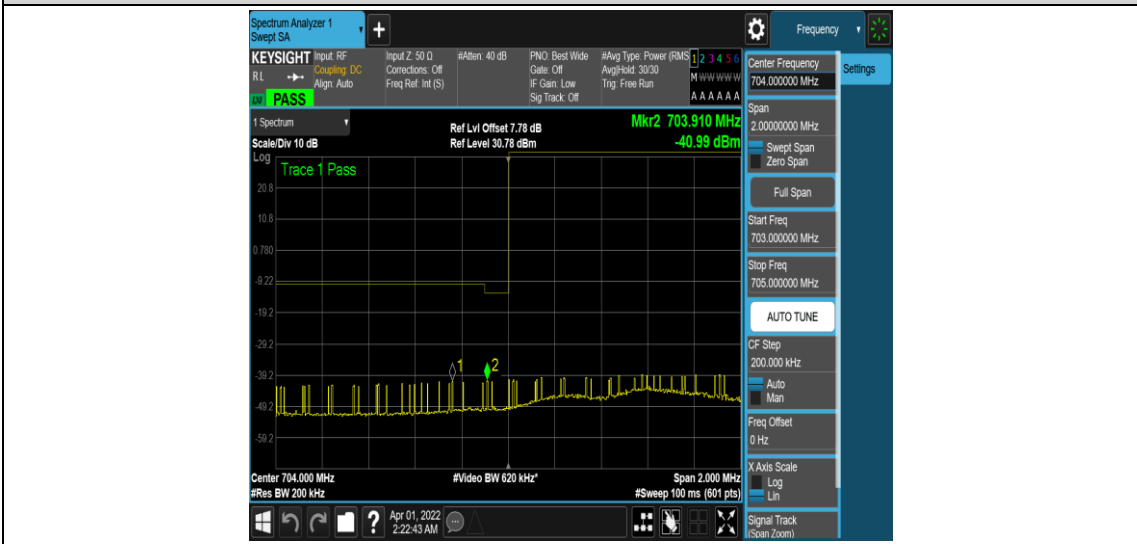 Spectrum Analyzer 1
Swept SA
+
Frequency
KEYSIGHT
RL
LXI PASS
Input: RF
Coupling: DC
Align: Auto
Input Z: 50 Ω
Corrections: Off
Freq Ref: Int (S)
#Atten: 40 dB
PNO: Best Wide
Gate: Off
IF Gain: Low
Sig Track: Off
#Avg Type: Power (RMS
Avg|Hold: 30/30
Trig: Free Run
1 2 3 4 5 6
M W W W W W
A A A A A A
1 Spectrum
Scale/Div 10 dB
Ref Lvl Offset 7.78 dB
Ref Level 30.78 dBm
Mkr2 703.910 MHz
-40.99 dBm
Log
Trace 1 Pass
20.8
10.8
0.780
-9.22
-19.2
-29.2
-39.2
-49.2
-59.2
1
2
Center 704.000 MHz
#Res BW 200 kHz
#Video BW 620 kHz*
Span 2.000 MHz
#Sweep 100 ms (601 pts)
?
Apr 01, 2022
2:22:43 AM
Center Frequency
704.000000 MHz
Span
2.00000000 MHz
Swept Span
Zero Span
Full Span
Start Freq
703.000000 MHz
Stop Freq
705.000000 MHz
AUTO TUNE
CF Step
200.000 kHz
Auto
Man
Freq Offset
0 Hz
X Axis Scale
Log
Lin
Signal Track
(Span Zoom)
Settings